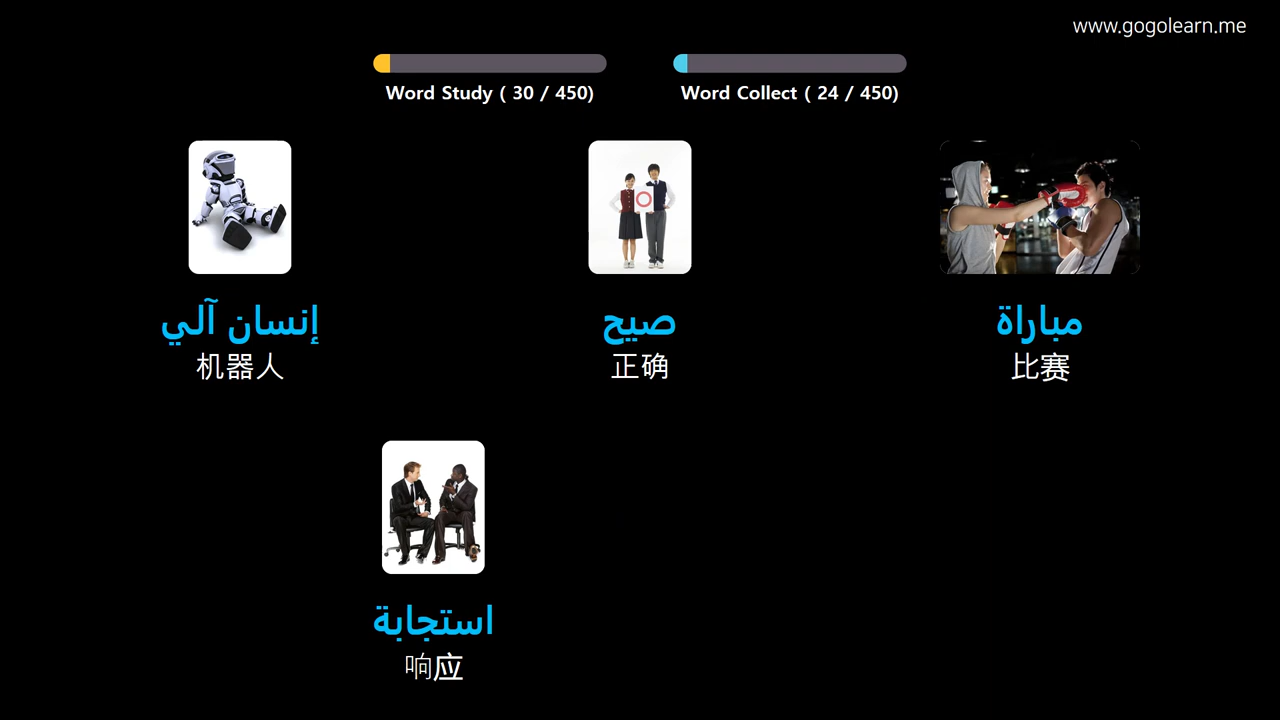 www.gogolearn.me
Word Study ( 30 / 450)
Word Collect ( 24 / 450)
إنسان آلي
机器人
صيح
正确
مباراة
比赛
استجابة
响应